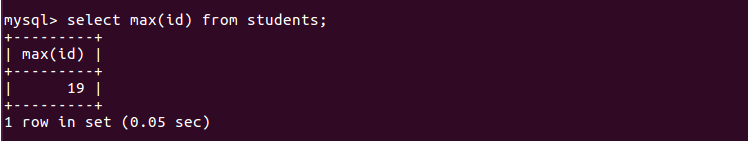 mysql> select max(id) from students;
+---------+
| max(id) |
+---------+
|      19 |
+---------+
1 row in set (0.05 sec)